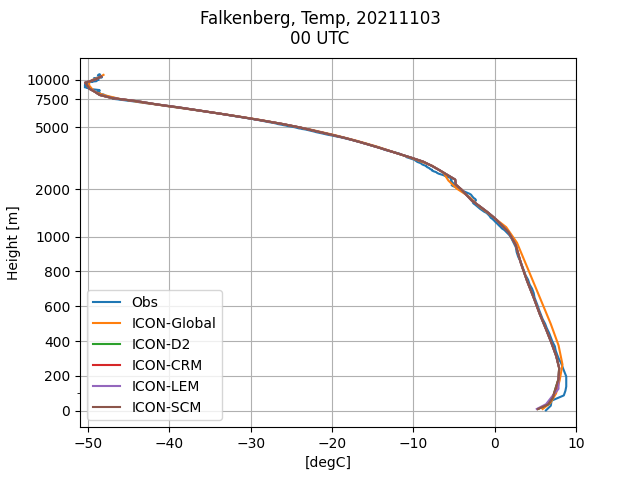 Falkenberg, Temp, 20211103
00 UTC
Height [m]
10000
7500
5000
2000
1000
800
600
400
200
0
Obs
ICON-Global
ICON-D2
ICON-CRM
ICON-LEM
ICON-SCM
−50
−40
−30
−20
−10
0
10
[degC]